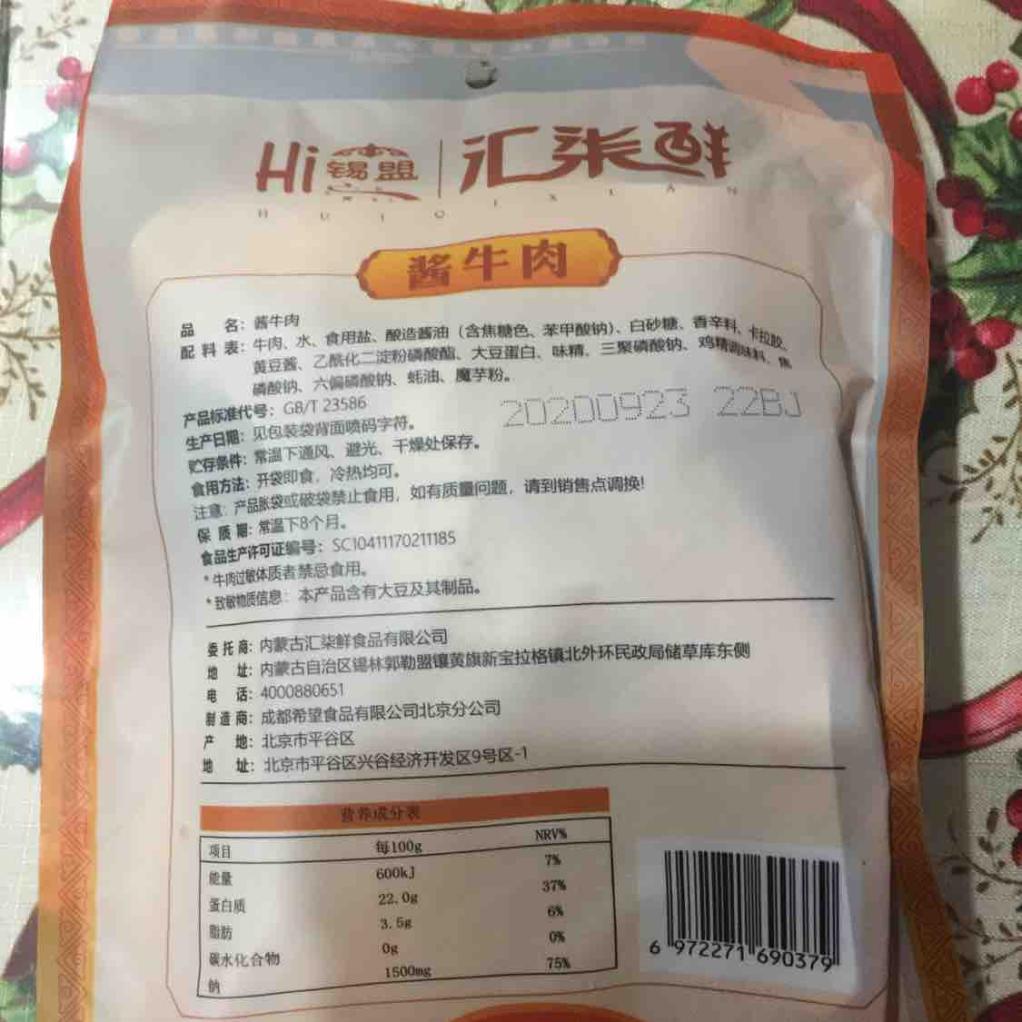 Hi 锡盟 汇柒鲜
HUIQIXIAN
酱牛肉
品 名：酱牛肉
配 料 表：牛肉、水、食用盐、酿造酱油（含焦糖色、苯甲酸钠）、白砂糖、香辛料、卡拉胶、
黄豆酱、乙酰化二淀粉磷酸酯、大豆蛋白、味精、三聚磷酸钠、鸡精调味料、焦
磷酸钠、六偏磷酸钠、蚝油、魔芋粉。
产品标准代号：GB/T 23586
20200923 22BJ
生产日期：见包装袋背面喷码字符。
贮存条件：常温下通风、避光、干燥处保存。
食用方法：开袋即食，冷热均可。
注意：产品胀袋或破袋禁止食用，如有质量问题，请到销售点调换！
保 质 期：常温下8个月。
食品生产许可证编号：SC10411170211185
*牛肉过敏体质者禁忌食用。
*致敏物质信息：本产品含有大豆及其制品。
委 托 商：内蒙古汇柒鲜食品有限公司
地 址：内蒙古自治区锡林郭勒盟镶黄旗新宝拉格镇北外环民政局储草库东侧
电 话：4000880651
制 造 商：成都希望食品有限公司北京分公司
产 地：北京市平谷区
地 址：北京市平谷区兴谷经济开发区9号区-1
营养成分表
项目 每100g NRV%
能量 600kJ 7%
蛋白质 22.0g 37%
脂肪 3.5g 6%
碳水化合物 0g 0%
钠 1500mg 75%
6 972271 690379